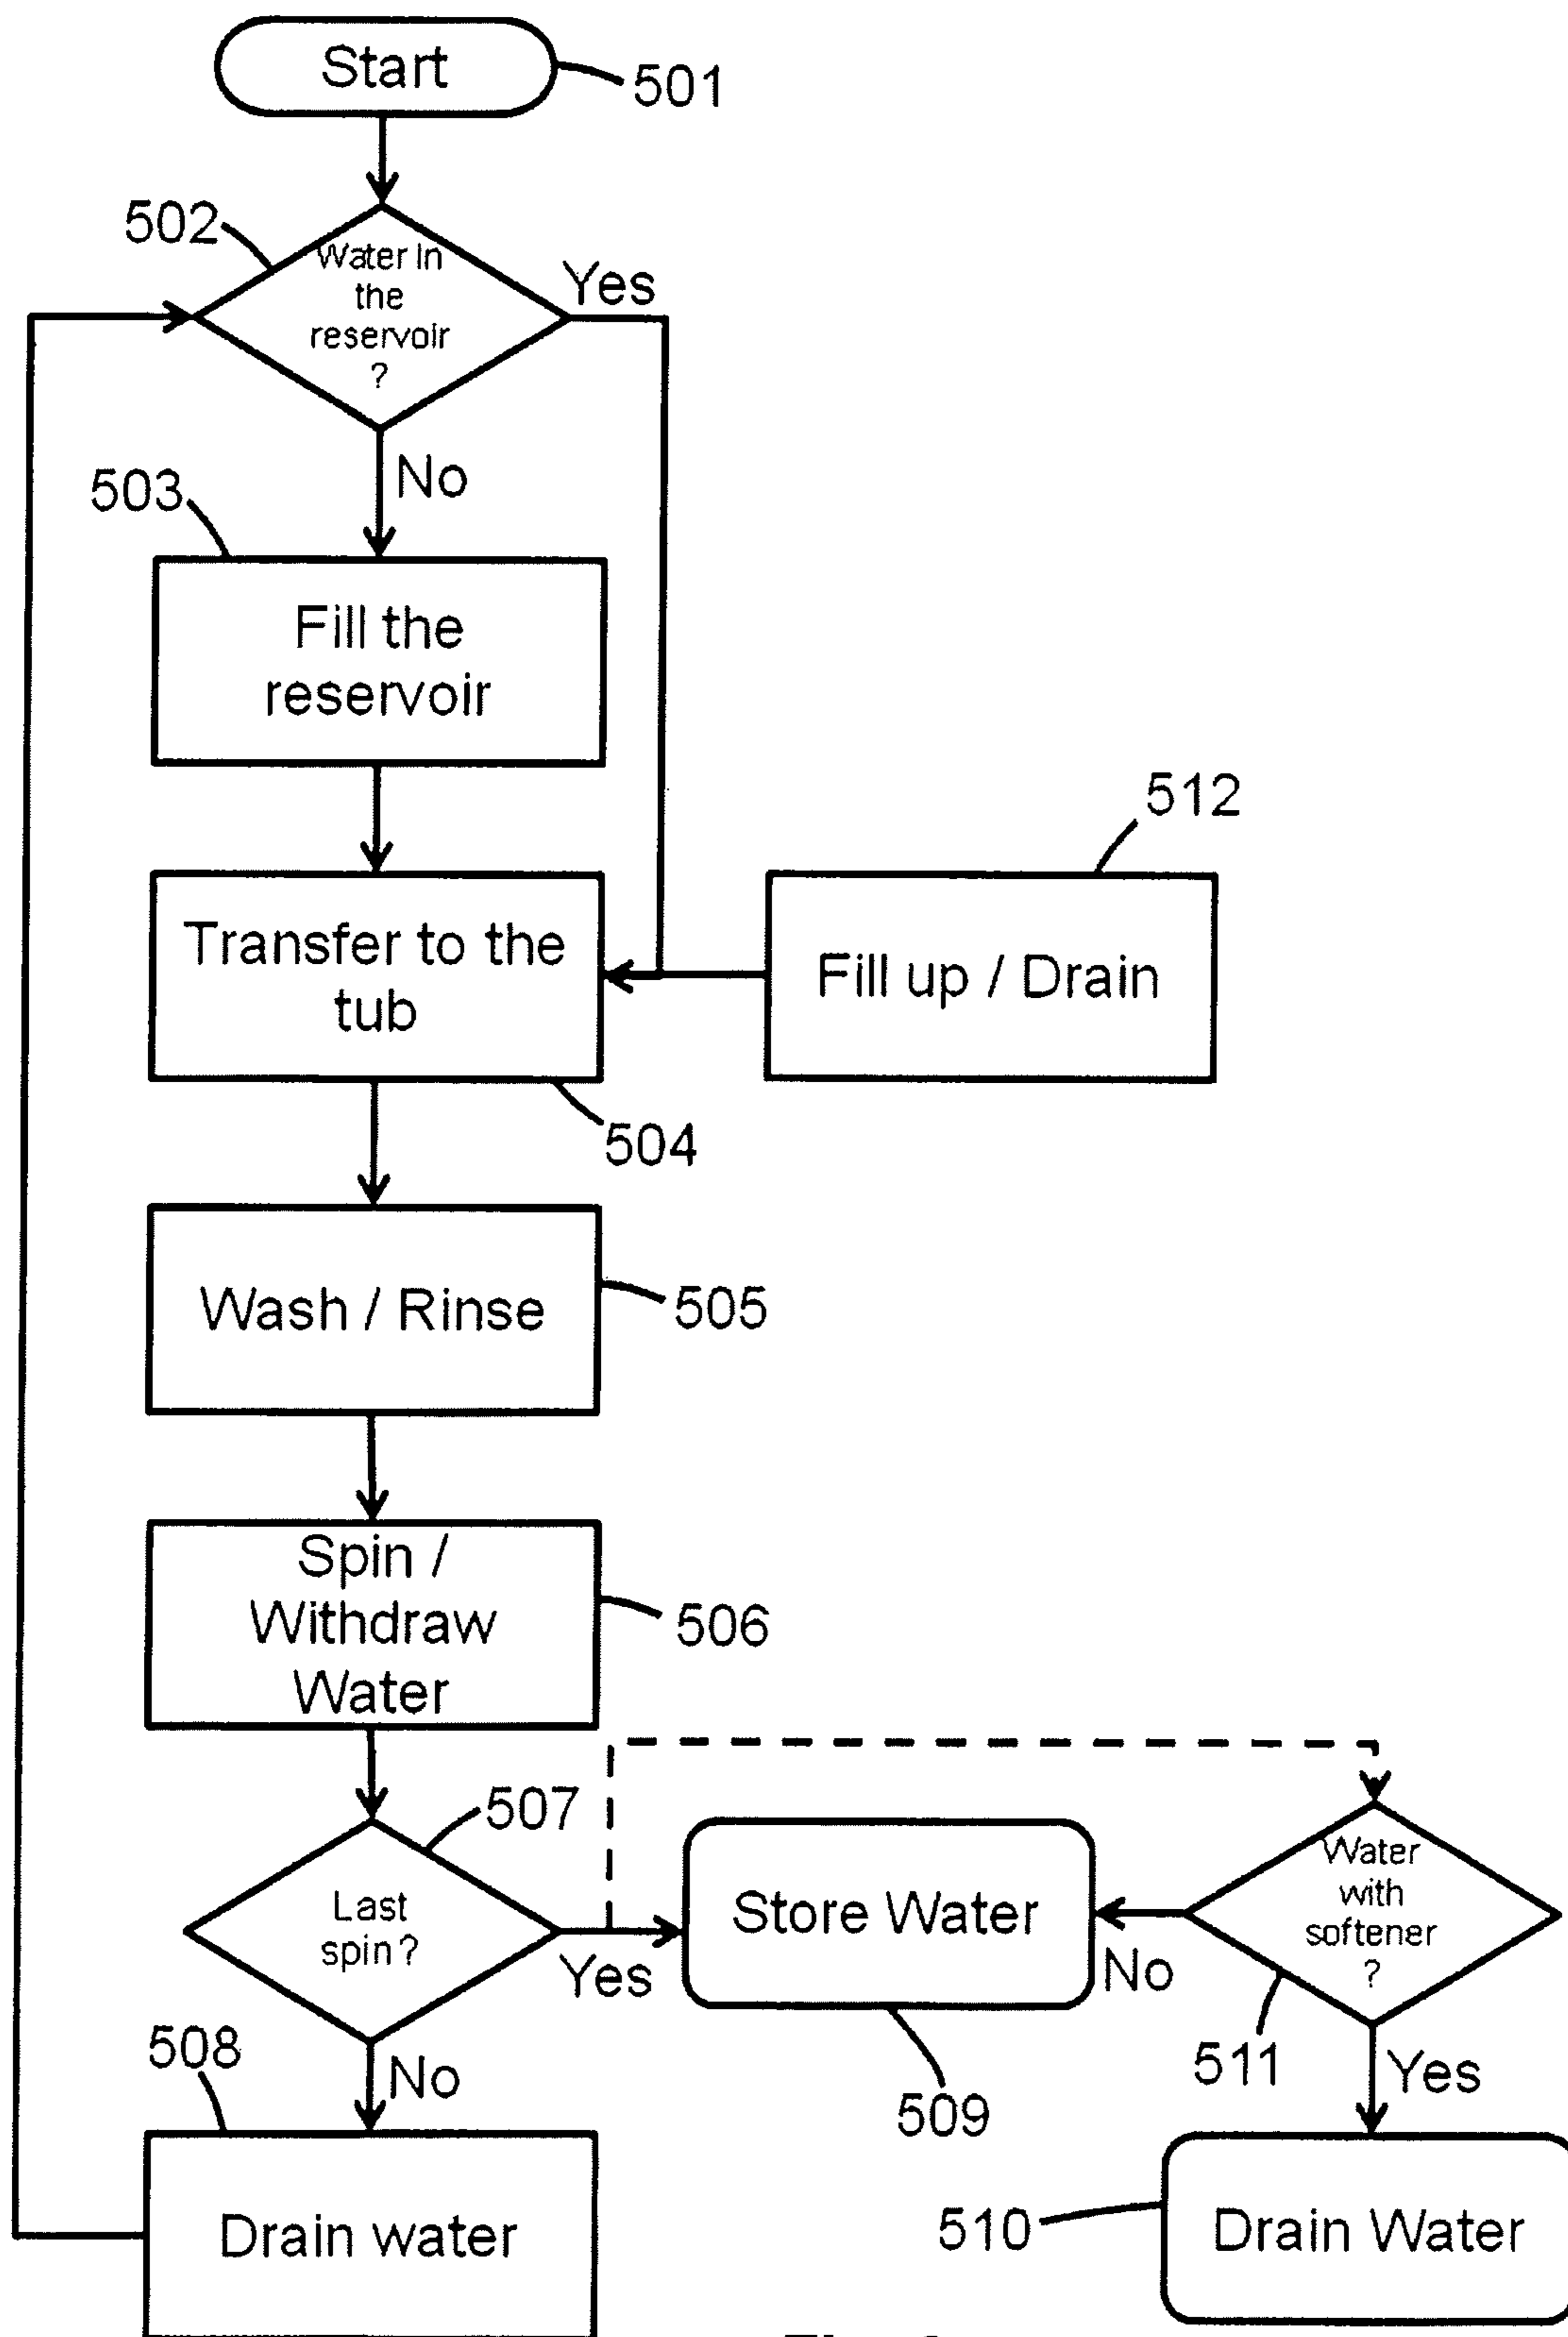 Start
501
502
Water in
the
reservoir
?
Yes
No
503
Fill the
reservoir
512
Transfer to the
tub
Fill up / Drain
504
Wash / Rinse
505
Spin /
Withdraw
Water
506
507
Last
spin?
Yes
Store Water
Water
with
softener
?
No
511
Yes
508
No
509
Drain water
510
Drain Water